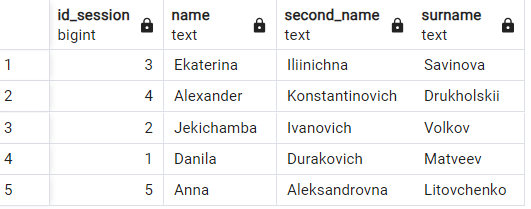 id_session name second_name surname
bigint text text text
1 3 Ekaterina Iliinichna Savinova
2 4 Alexander Konstantinovich Drukholskii
3 2 Jekichamba Ivanovich Volkov
4 1 Danila Durakovich Matveev
5 5 Anna Aleksandrovna Litovchenko